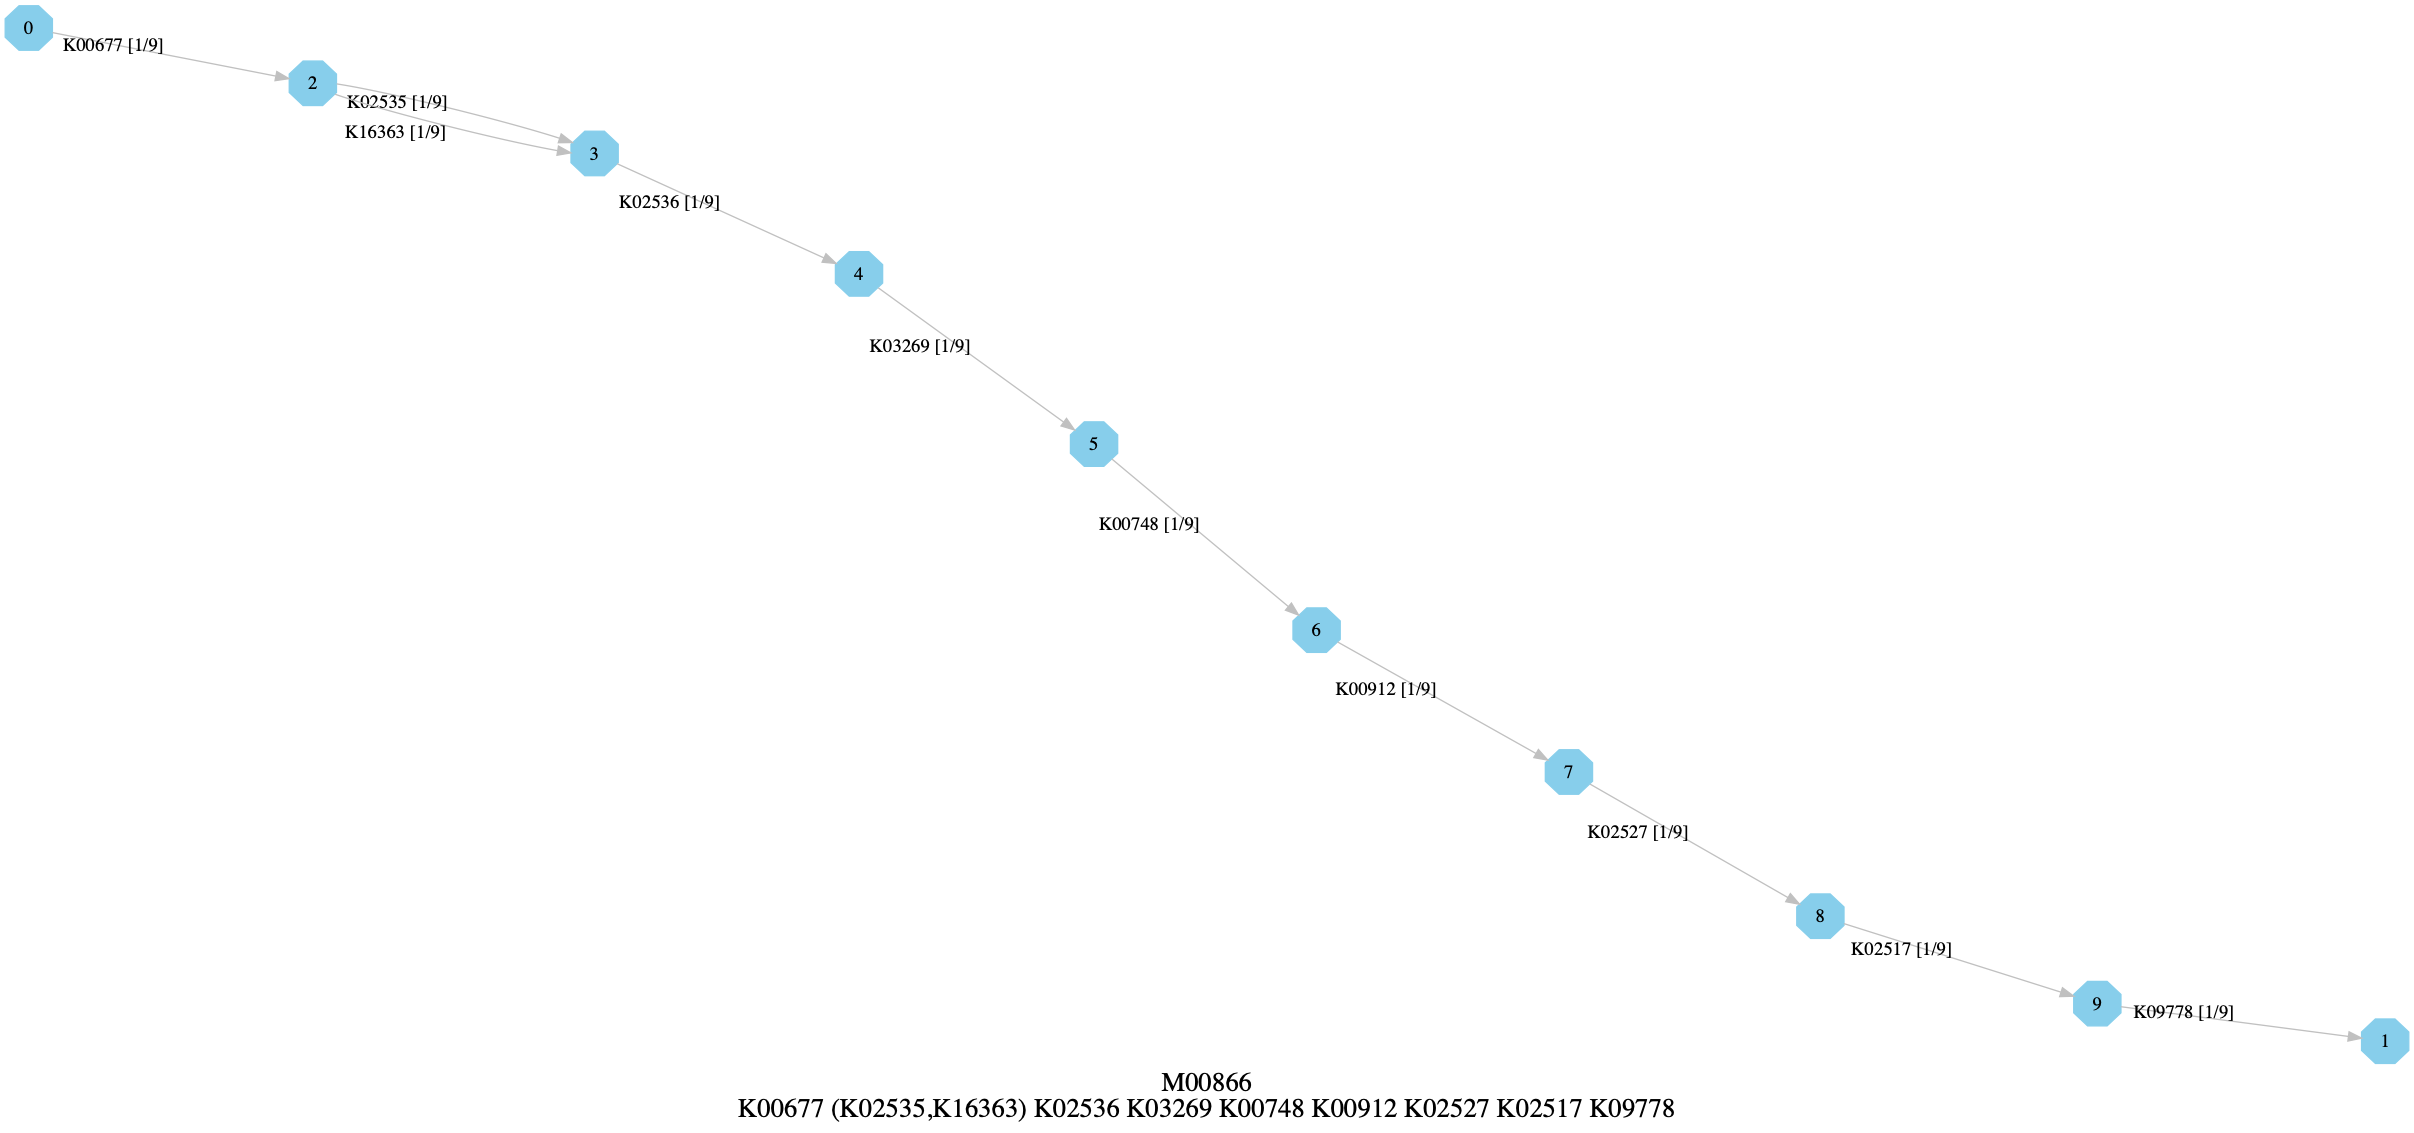 0
K00677 [1/9]
2
K02535 [1/9]
K16363 [1/9]
3
K02536 [1/9]
4
K03269 [1/9]
5
K00748 [1/9]
6
K00912 [1/9]
7
K02527 [1/9]
8
K02517 [1/9]
9
K09778 [1/9]
1
M00866
K00677 (K02535,K16363) K02536 K03269 K00748 K00912 K02527 K02517 K09778